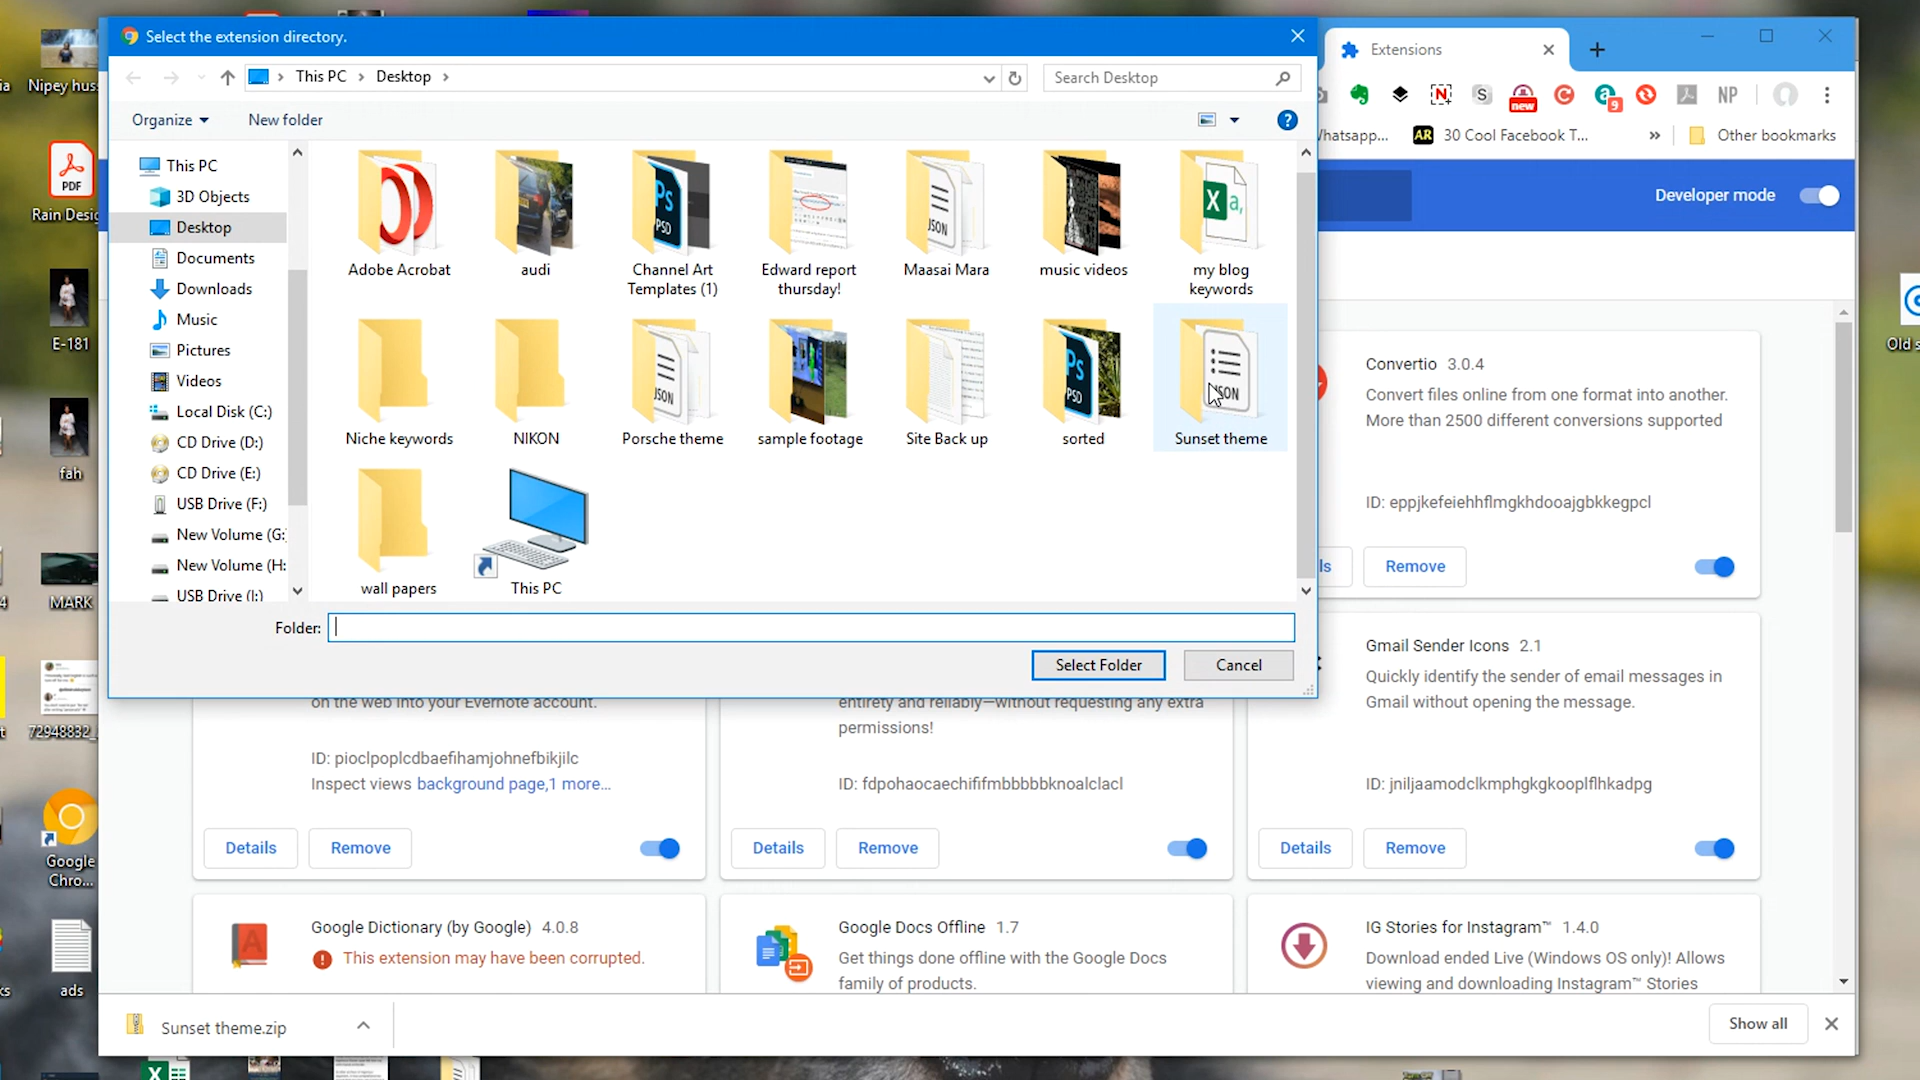 Select the extension directory.
This PC
Desktop
Search Desktop
Organize
New folder
This PC
3D Objects
Desktop
Documents
Downloads
Music
Pictures
Videos
Local Disk (C:)
CD Drive (D:)
CD Drive (E:)
USB Drive (F:)
New Volume (G:
New Volume (H:
USB Drive (I:)
Adobe Acrobat
audi
Channel Art
Templates (1)
Edward report
thursday!
Maasai Mara
music videos
my blog
keywords
Niche keywords
NIKON
Porsche theme
sample footage
Site Back up
sorted
Sunset theme
wall papers
This PC
Folder:
Select Folder
Cancel
Extensions
new
9
NP
hatsapp...
AR 30 Cool Facebook T...
» Other bookmarks
Developer mode
Convertio 3.0.4
Convert files online from one format into another.
More than 2500 different conversions supported
ID: eppjkefeiehhflmgkhdooajgbkkegpcl
ls
Remove
on the web into your Evernote account.
ID: pioclpoplcdbaefihamjohnefbikjilc
Inspect views background page,1 more...
Details
Remove
entirety and reliably—without requesting any extra
permissions!
ID: fdpohaocaechififmbbbbbknoalclacl
Details
Remove
Gmail Sender Icons 2.1
Quickly identify the sender of email messages in
Gmail without opening the message.
ID: jniljaamodclkmphgkgkooplflhkadpg
Details
Remove
Google Dictionary (by Google) 4.0.8
This extension may have been corrupted.
Google Docs Offline 1.7
Get things done offline with the Google Docs
family of products.
IG Stories for Instagram™ 1.4.0
Download ended Live (Windows OS only)! Allows
viewing and downloading Instagram™ Stories
Sunset theme.zip
Show all
Nipey hus
PDF
Rain Desig
E-181
fah
MARK
72948832_
Google
Chro...
ads
Old s